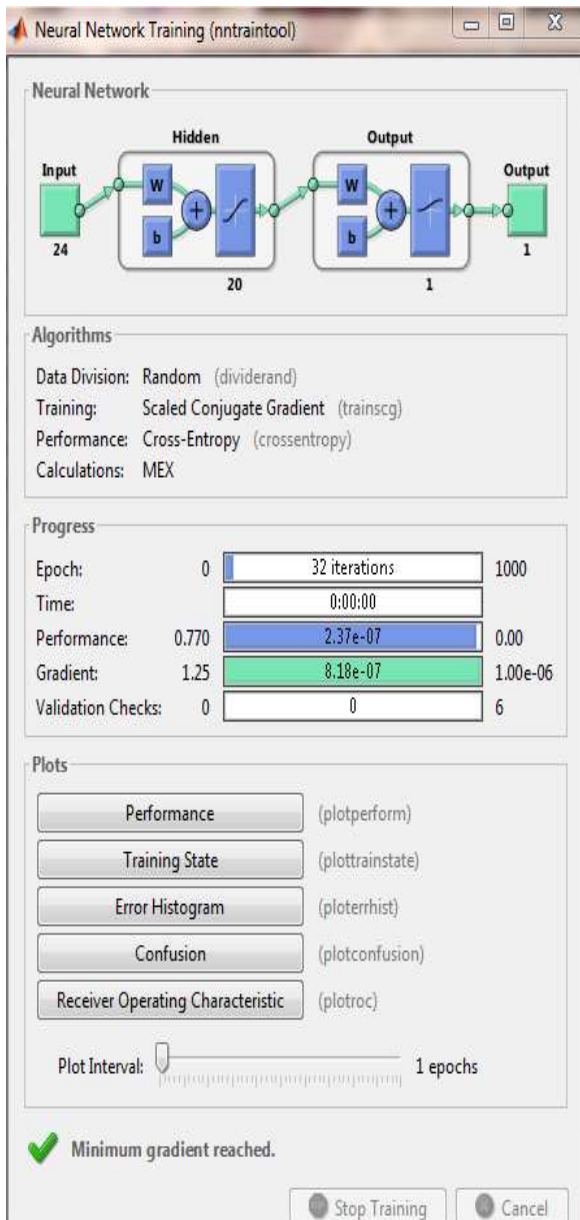 Neural Network Training (nntraintool)
Neural Network
Hidden Output
Input Output
W W
+ +
b b
24 1
20 1
Algorithms
Data Division: Random (dividerand)
Training: Scaled Conjugate Gradient (trainscg)
Performance: Cross-Entropy (crossentropy)
Calculations: MEX
Progress
Epoch: 0 32 iterations 1000
Time: 0:00:00
Performance: 0.770 2.37e-07 0.00
Gradient: 1.25 8.18e-07 1.00e-06
Validation Checks: 0 0 6
Plots
Performance (plotperform)
Training State (plottrainstate)
Error Histogram (ploterrhist)
Confusion (plotconfusion)
Receiver Operating Characteristic (plotroc)
Plot Interval: 1 epochs
Minimum gradient reached.
Stop Training Cancel